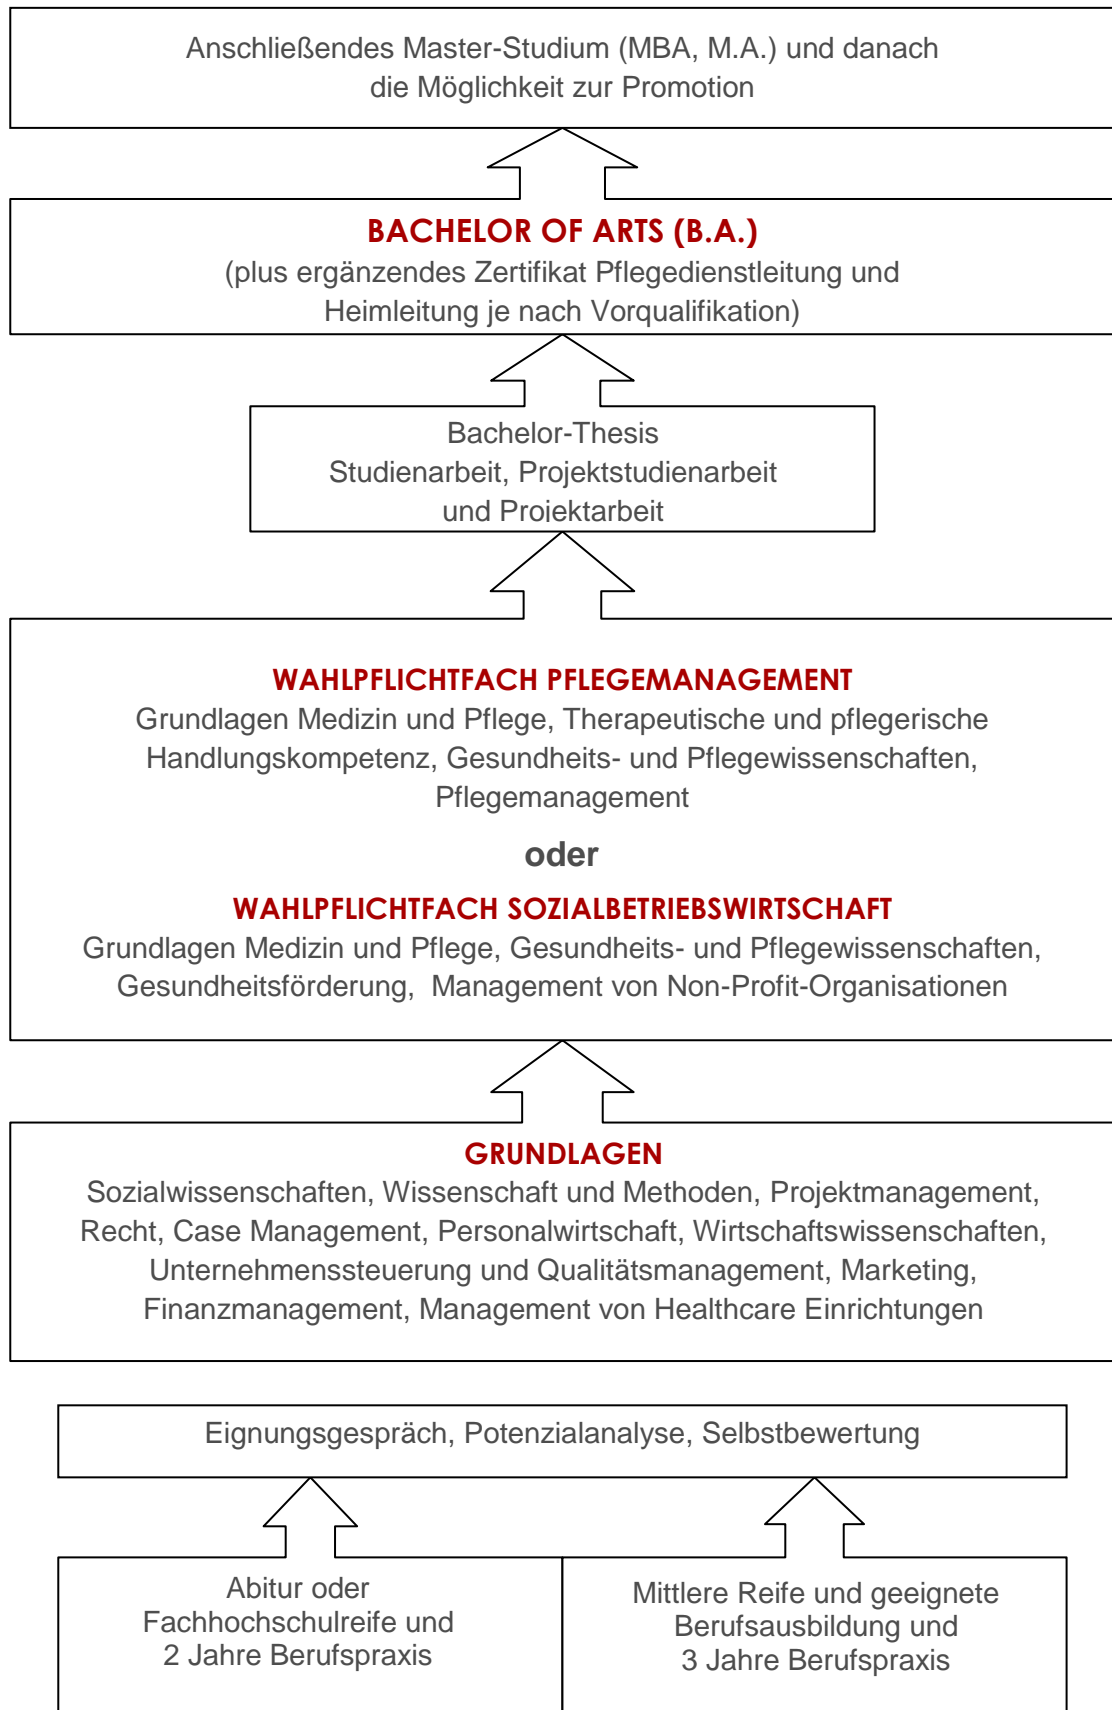 Anschließendes Master-Studium (MBA, M.A.) und danach
die Möglichkeit zur Promotion
BACHELOR OF ARTS (B.A.)
(plus ergänzendes Zertifikat Pflegedienstleitung und
Heimleitung je nach Vorqualifikation)
Bachelor-Thesis
Studienarbeit, Projektstudienarbeit
und Projektarbeit
WAHLPFLICHTFACH PFLEGEMANAGEMENT
Grundlagen Medizin und Pflege, Therapeutische und pflegerische
Handlungskompetenz, Gesundheits- und Pflegewissenschaften,
Pflegemanagement
oder
WAHLPFLICHTFACH SOZIALBETRIEBSWIRTSCHAFT
Grundlagen Medizin und Pflege, Gesundheits- und Pflegewissenschaften,
Gesundheitsförderung, Management von Non-Profit-Organisationen
GRUNDLAGEN
Sozialwissenschaften, Wissenschaft und Methoden, Projektmanagement,
Recht, Case Management, Personalwirtschaft, Wirtschaftswissenschaften,
Unternehmenssteuerung und Qualitätsmanagement, Marketing,
Finanzmanagement, Management von Healthcare Einrichtungen
Eignungsgespräch, Potenzialanalyse, Selbstbewertung
Abitur oder
Fachhochschulreife und
2 Jahre Berufspraxis
Mittlere Reife und geeignete
Berufsausbildung und
3 Jahre Berufspraxis